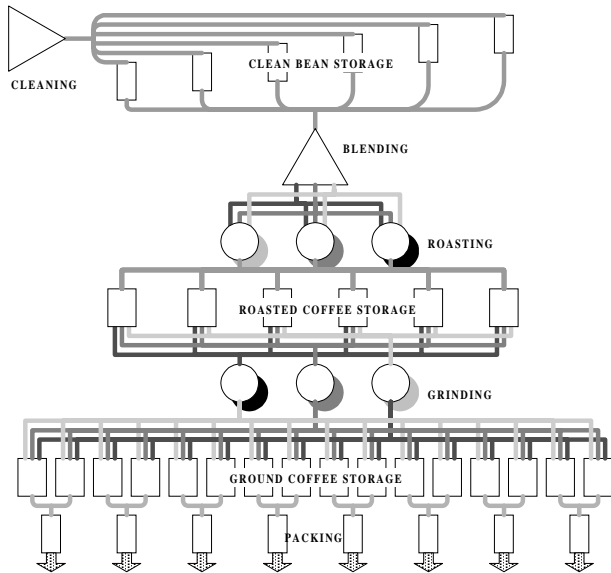 CLEAN BEAN STORAGE
CLEANING
BLENDING
ROASTING
ROASTED COFFEE STORAGE
GRINDING
GROUND COFFEE STORAGE
PACKING